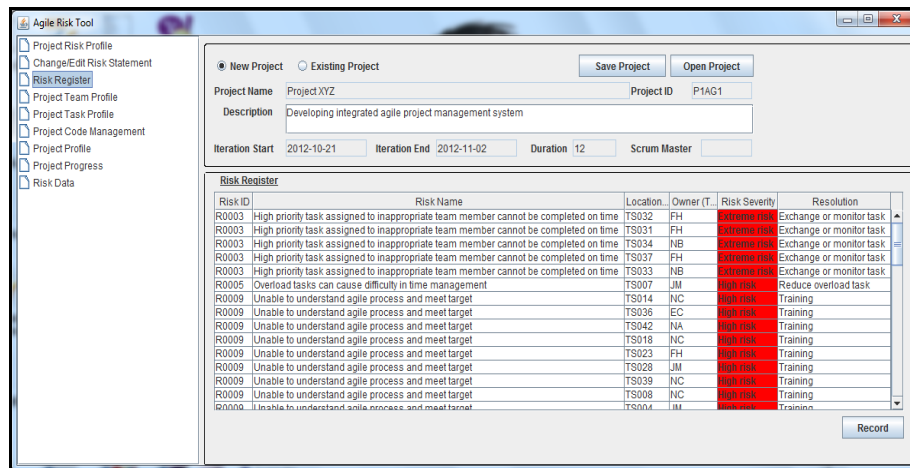 Agile Risk Tool
Project Risk Profile
Change/Edit Risk Statement
Risk Register
Project Team Profile
Project Task Profile
Project Code Management
Project Profile
Project Progress
Risk Data
New Project Existing Project Save Project Open Project
Project Name Project XYZ Project ID P1AG1
Description Developing integrated agile project management system
Iteration Start 2012-10-21 Iteration End 2012-11-02 Duration 12 Scrum Master
Risk Register
Risk ID Risk Name Location... Owner (T... Risk Severity Resolution
R0003 High priority task assigned to inappropriate team member cannot be completed on time TS032 FH Extreme risk Exchange or monitor task
R0003 High priority task assigned to inappropriate team member cannot be completed on time TS031 FH Extreme risk Exchange or monitor task
R0003 High priority task assigned to inappropriate team member cannot be completed on time TS034 NB Extreme risk Exchange or monitor task
R0003 High priority task assigned to inappropriate team member cannot be completed on time TS037 FH Extreme risk Exchange or monitor task
R0003 High priority task assigned to inappropriate team member cannot be completed on time TS033 NB Extreme risk Exchange or monitor task
R0005 Overload tasks can cause difficulty in time management TS007 JM High risk Reduce overload task
R0009 Unable to understand agile process and meet target TS014 NC High risk Training
R0009 Unable to understand agile process and meet target TS036 EC High risk Training
R0009 Unable to understand agile process and meet target TS042 NA High risk Training
R0009 Unable to understand agile process and meet target TS018 NC High risk Training
R0009 Unable to understand agile process and meet target TS023 FH High risk Training
R0009 Unable to understand agile process and meet target TS028 JM High risk Training
R0009 Unable to understand agile process and meet target TS039 NC High risk Training
R0009 Unable to understand agile process and meet target TS008 NC High risk Training
R0009 Unable to understand agile process and meet target TS004 JM High risk Training
Record